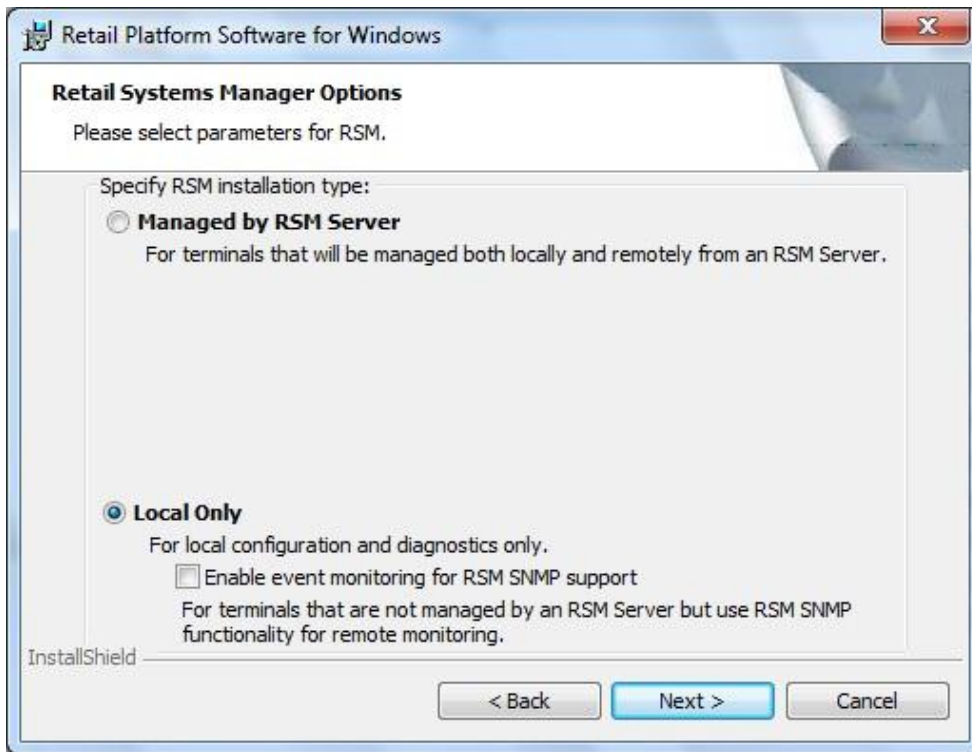 Retail Platform Software for Windows
Retail Systems Manager Options
Please select parameters for RSM.
Specify RSM installation type:
Managed by RSM Server
For terminals that will be managed both locally and remotely from an RSM Server.
Local Only
For local configuration and diagnostics only.
Enable event monitoring for RSM SNMP support
For terminals that are not managed by an RSM Server but use RSM SNMP
functionality for remote monitoring.
InstallShield
< Back Next > Cancel